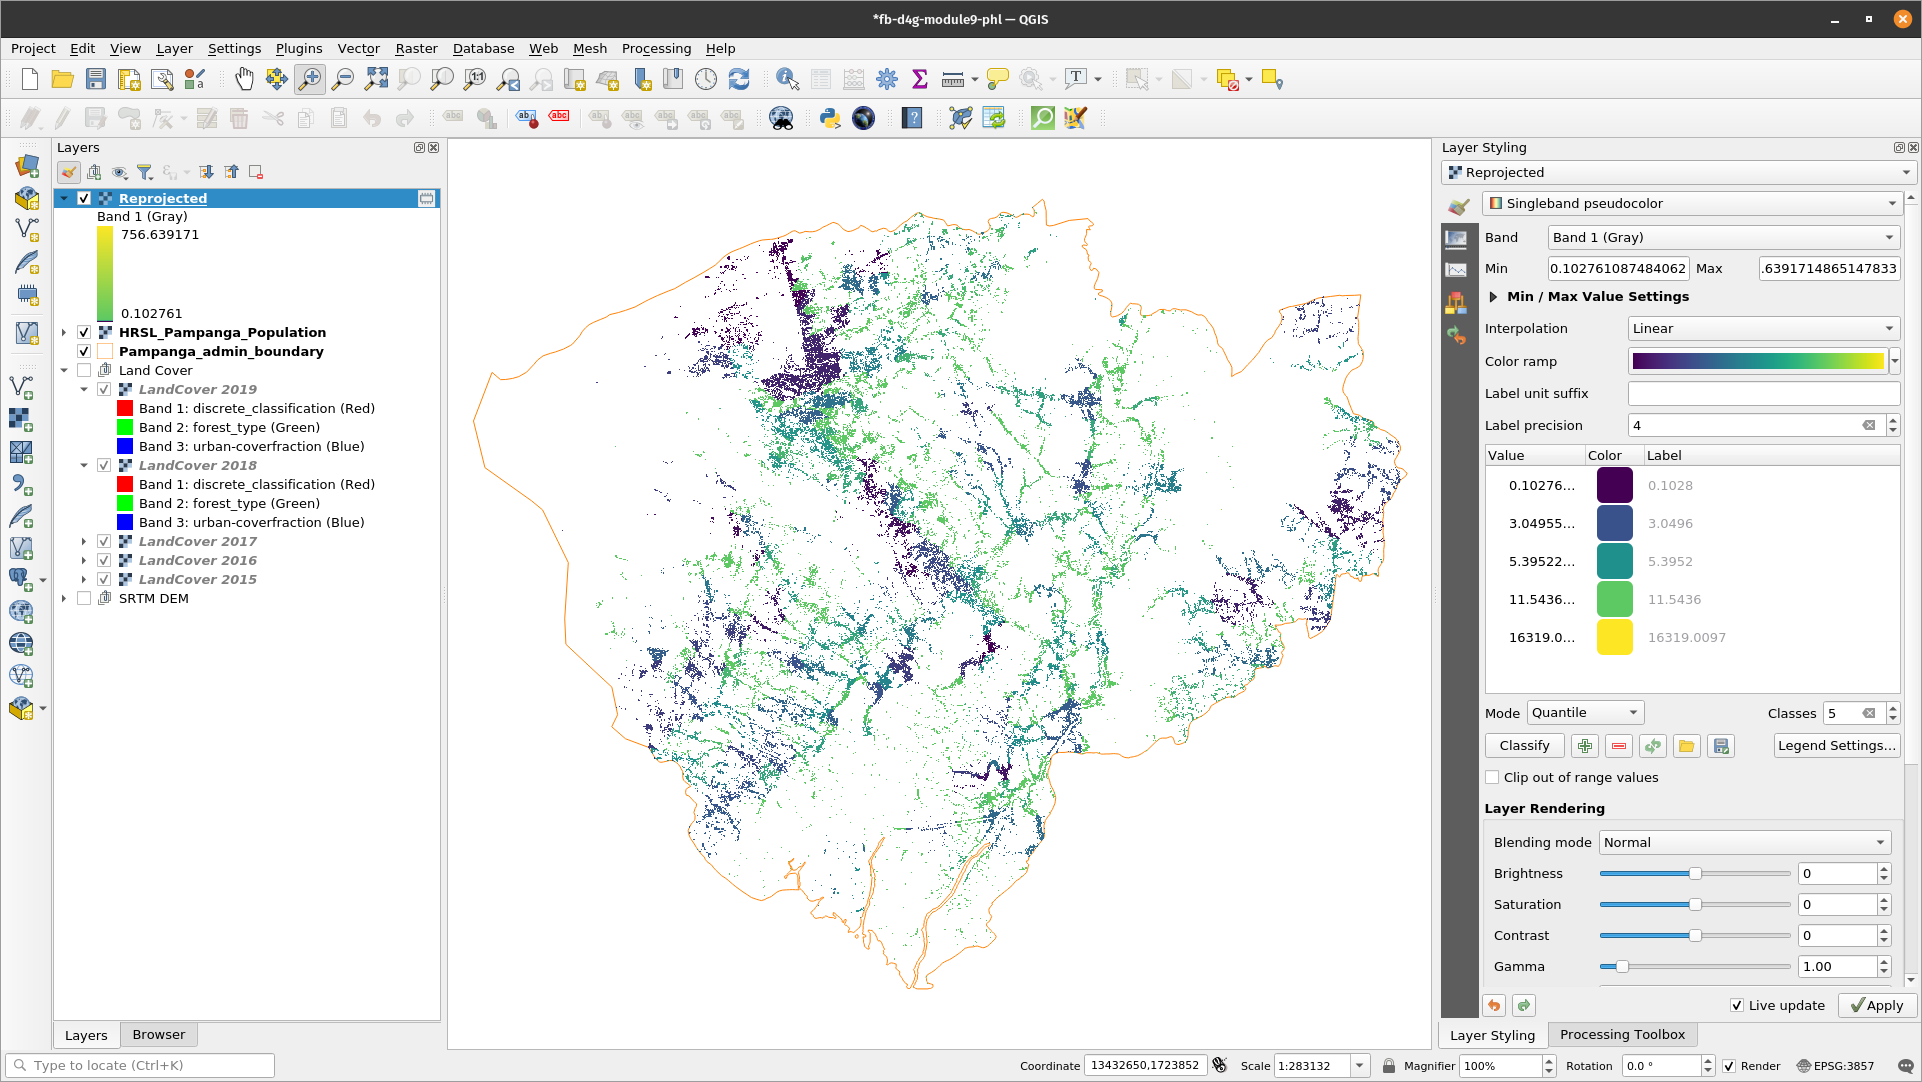 *fb-d4g-module9-phl — QGIS
Project Edit View Layer Settings Plugins Vector Raster Database Web Mesh Processing Help
Layers
Reprojected
Band 1 (Gray)
756.639171
0.102761
HRSL_Pampanga_Population
Pampanga_admin_boundary
Land Cover
LandCover 2019
Band 1: discrete_classification (Red)
Band 2: forest_type (Green)
Band 3: urban-coverfraction (Blue)
LandCover 2018
Band 1: discrete_classification (Red)
Band 2: forest_type (Green)
Band 3: urban-coverfraction (Blue)
LandCover 2017
LandCover 2016
LandCover 2015
SRTM DEM
Layers Browser
Layer Styling
Reprojected
Singleband pseudocolor
Band Band 1 (Gray)
Min 0.102761087484062 Max .6391714865147833
Min / Max Value Settings
Interpolation Linear
Color ramp
Label unit suffix
Label precision 4
Value Color Label
0.10276... 0.1028
3.04955... 3.0496
5.39522... 5.3952
11.5436... 11.5436
16319.0... 16319.0097
Mode Quantile Classes 5
Classify Legend Settings...
Clip out of range values
Layer Rendering
Blending mode Normal
Brightness 0
Saturation 0
Contrast 0
Gamma 1.00
Live update Apply
Layer Styling Processing Toolbox
Type to locate (Ctrl+K) Coordinate 13432650,1723852 Scale 1:283132 Magnifier 100% Rotation 0.0 ° Render EPSG:3857